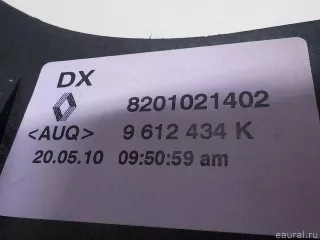 DX
8201021402
<AUQ> 9 612 434 K
20.05.10 09:50:59 am
eaural.ru